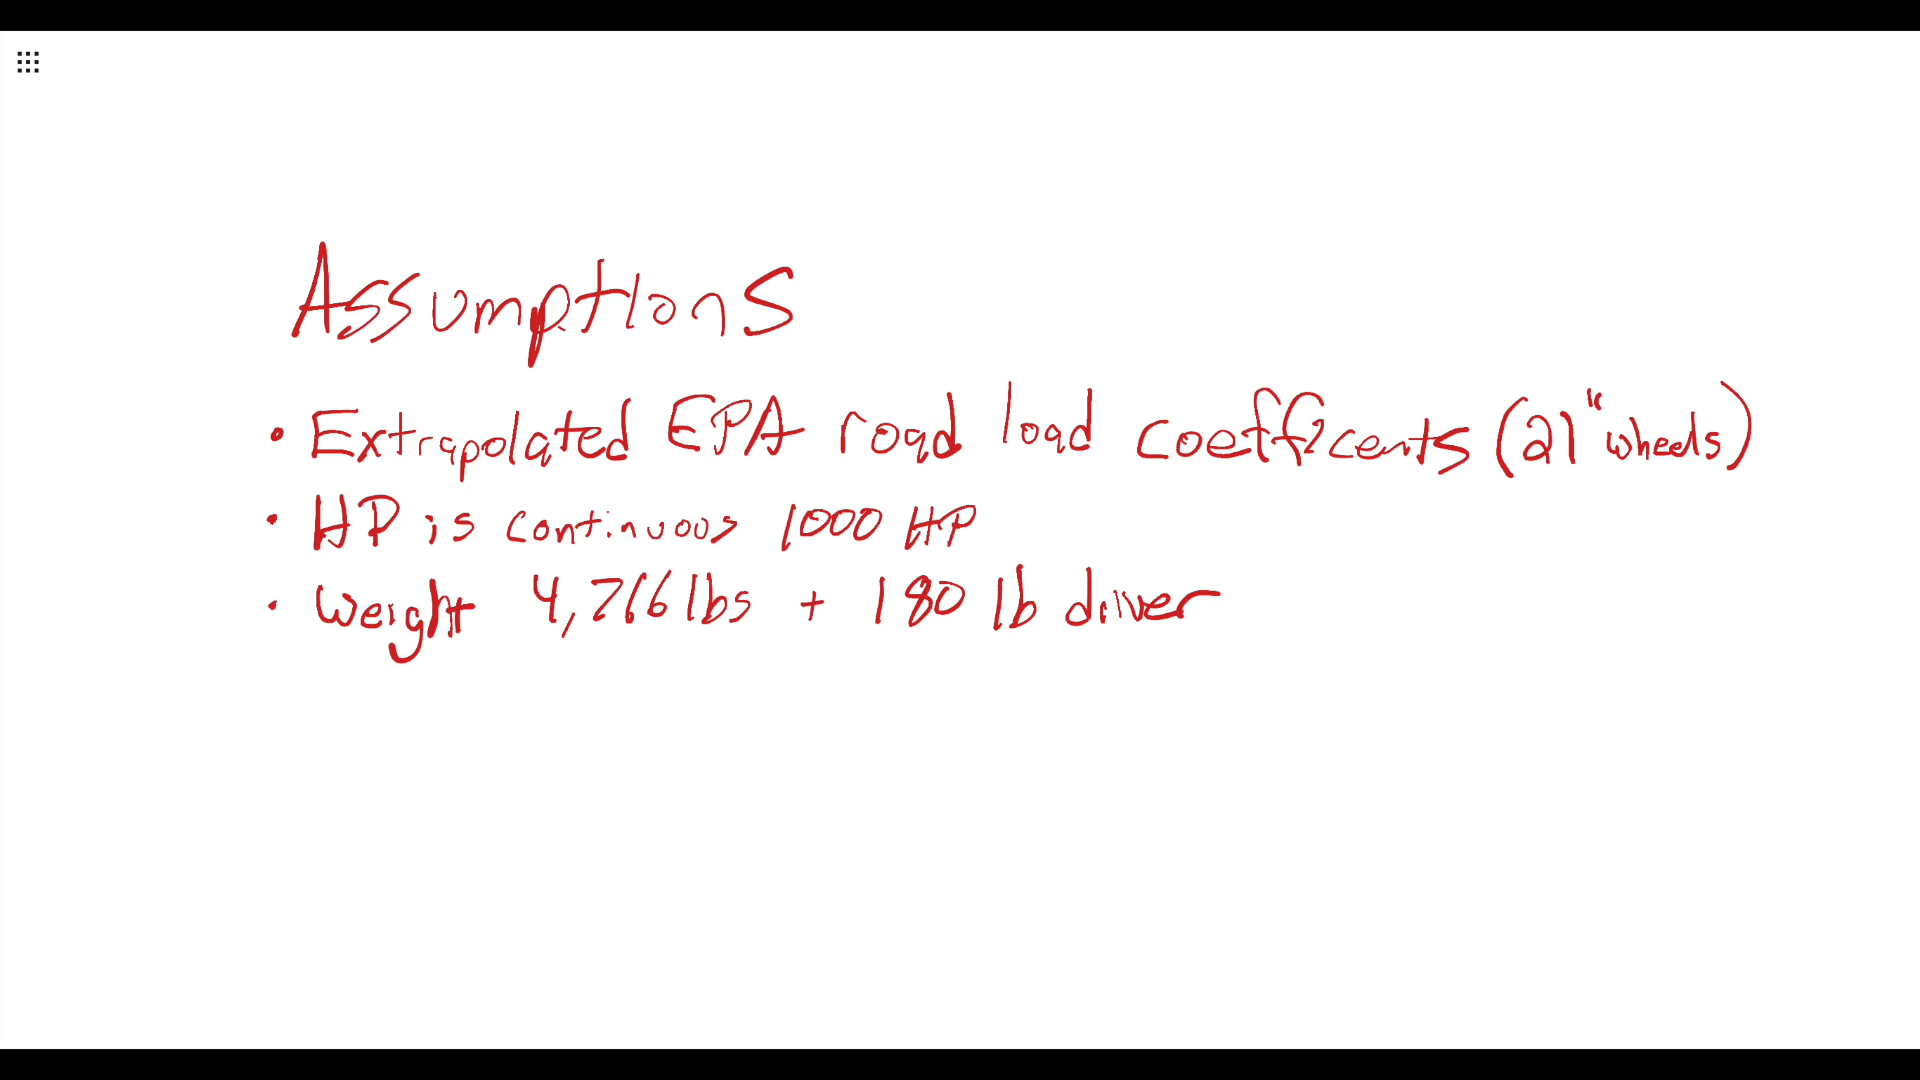 Assumptions
• Extrapolated EPA road load coefficents (21" wheels)
• HP is continuous 1000 HP
• Weight 4,766 lbs + 180 lb driver